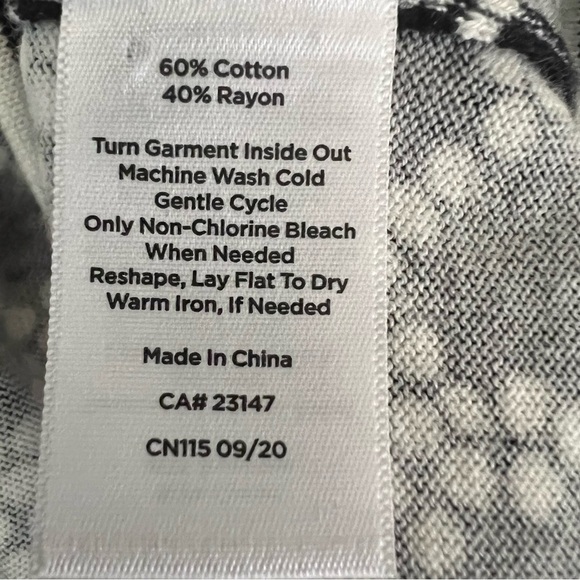 60% Cotton
40% Rayon
Turn Garment Inside Out
Machine Wash Cold
Gentle Cycle
Only Non-Chlorine Bleach
When Needed
Reshape, Lay Flat To Dry
Warm Iron, If Needed
Made In China
CA# 23147
CN115 09/20